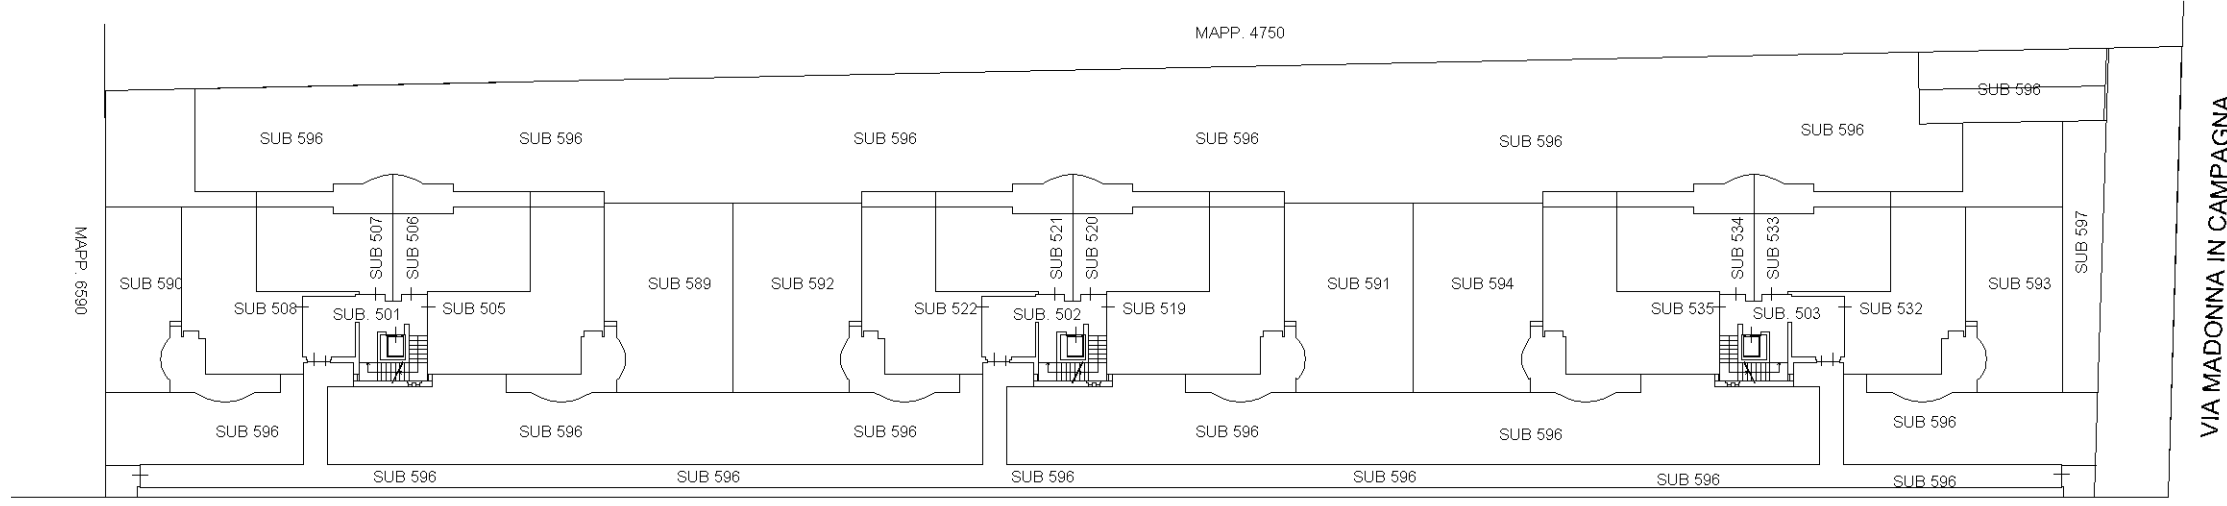 MAPP. 4750
SUB 596
SUB 596
SUB 596
SUB 596
SUB 596
SUB 596
SUB 596
VIA MADONNA IN CAMPAGNA
MAPP. 6590
SUB 507
SUB 506
SUB 521
SUB 520
SUB 534
SUB 533
SUB 597
SUB 590
SUB 589
SUB 592
SUB 591
SUB 594
SUB 593
SUB 508
SUB. 501
SUB 505
SUB 522
SUB. 502
SUB 519
SUB 535
SUB. 503
SUB 532
SUB 596
SUB 596
SUB 596
SUB 596
SUB 596
SUB 596
SUB 596
SUB 596
SUB 596
SUB 596
SUB 596
SUB 596